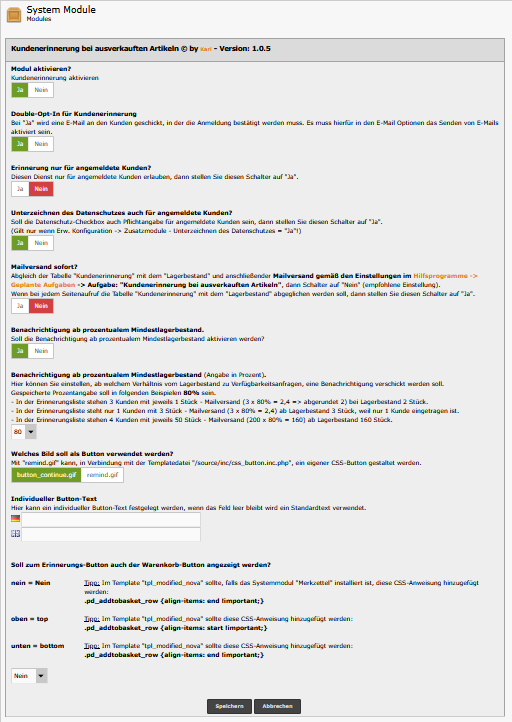 System Module
Modules
Kundenerinnerung bei ausverkauften Artikeln © by Karl - Version: 1.0.5
Modul aktivieren?
Kundenerinnerung aktivieren
Ja Nein
Double-Opt-In für Kundenerinnerung
Bei "Ja" wird eine E-Mail an den Kunden geschickt, in der die Anmeldung bestätigt werden muss. Es muss hierfür in den E-Mail Optionen das Senden von E-Mails
aktiviert sein.
Ja Nein
Erinnerung nur für angemeldete Kunden?
Diesen Dienst nur für angemeldete Kunden erlauben, dann stellen Sie diesen Schalter auf "Ja".
Ja Nein
Unterzeichnen des Datenschutzes auch für angemeldete Kunden?
Soll die Datenschutz-Checkbox auch Pflichtangabe für angemeldete Kunden sein, dann stellen Sie diesen Schalter auf "Ja".
(Gilt nur wenn Erw. Konfiguration -> Zusatzmodule - Unterzeichnen des Datenschutzes = "Ja"!)
Ja Nein
Mailversand sofort?
Abgleich der Tabelle "Kundenerinnerung" mit dem "Lagerbestand" und anschließender Mailversand gemäß den Einstellungen im Hilfsprogramme ->
Geplante Aufgaben -> Aufgabe: "Kundenerinnerung bei ausverkauften Artikeln", dann Schalter auf "Nein" (empfohlene Einstellung).
Wenn bei jedem Seitenaufruf die Tabelle "Kundenerinnerung" mit dem "Lagerbestand" abgeglichen werden soll, dann stellen Sie diesen Schalter auf "Ja".
Ja Nein
Benachrichtigung ab prozentualem Mindestlagerbestand.
Soll die Benachrichtigung ab prozentualem Mindestlagerbestand aktivieren werden?
Ja Nein
Benachrichtigung ab prozentualem Mindestlagerbestand (Angabe in Prozent).
Hier können Sie einstellen, ab welchem Verhältnis vom Lagerbestand zu Verfügbarkeitsanfragen, eine Benachrichtigung verschickt werden soll.
Gespeicherte Prozentangabe soll in folgenden Beispielen 80% sein.
- In der Erinnerungsliste stehen 3 Kunden mit jeweils 1 Stück - Mailversand (3 x 80% = 2,4 => abgerundet 2) bei Lagerbestand 2 Stück.
- In der Erinnerungsliste steht nur 1 Kunden mit 3 Stück - Mailversand (3 x 80% = 2,4) ab Lagerbestand 3 Stück, weil nur 1 Kunde eingetragen ist.
- In der Erinnerungsliste stehen 4 Kunden mit jeweils 50 Stück - Mailversand (200 x 80% = 160) ab Lagerbestand 160 Stück.
80
Welches Bild soll als Button verwendet werden?
Mit "remind.gif" kann, in Verbindung mit der Templatedatei "/source/inc/css_button.inc.php", ein eigener CSS-Button gestaltet werden.
button_continue.gif remind.gif
Individueller Button-Text
Hier kann ein individueller Button-Text festgelegt werden, wenn das Feld leer bleibt wird ein Standardtext verwendet.
Soll zum Erinnerungs-Button auch der Warenkorb-Button angezeigt werden?
nein = Nein Tipp: Im Template "tpl_modified_nova" sollte, falls das Systemmodul "Merkzettel" installiert ist, diese CSS-Anweisung hinzugefügt
werden:
.pd_addtobasket_row {align-items: end !important;}
oben = top Tipp: Im Template "tpl_modified_nova" sollte diese CSS-Anweisung hinzugefügt werden:
.pd_addtobasket_row {align-items: start !important;}
unten = bottom Tipp: Im Template "tpl_modified_nova" sollte diese CSS-Anweisung hinzugefügt werden:
.pd_addtobasket_row {align-items: end !important;}
Nein
Speichern Abbrechen